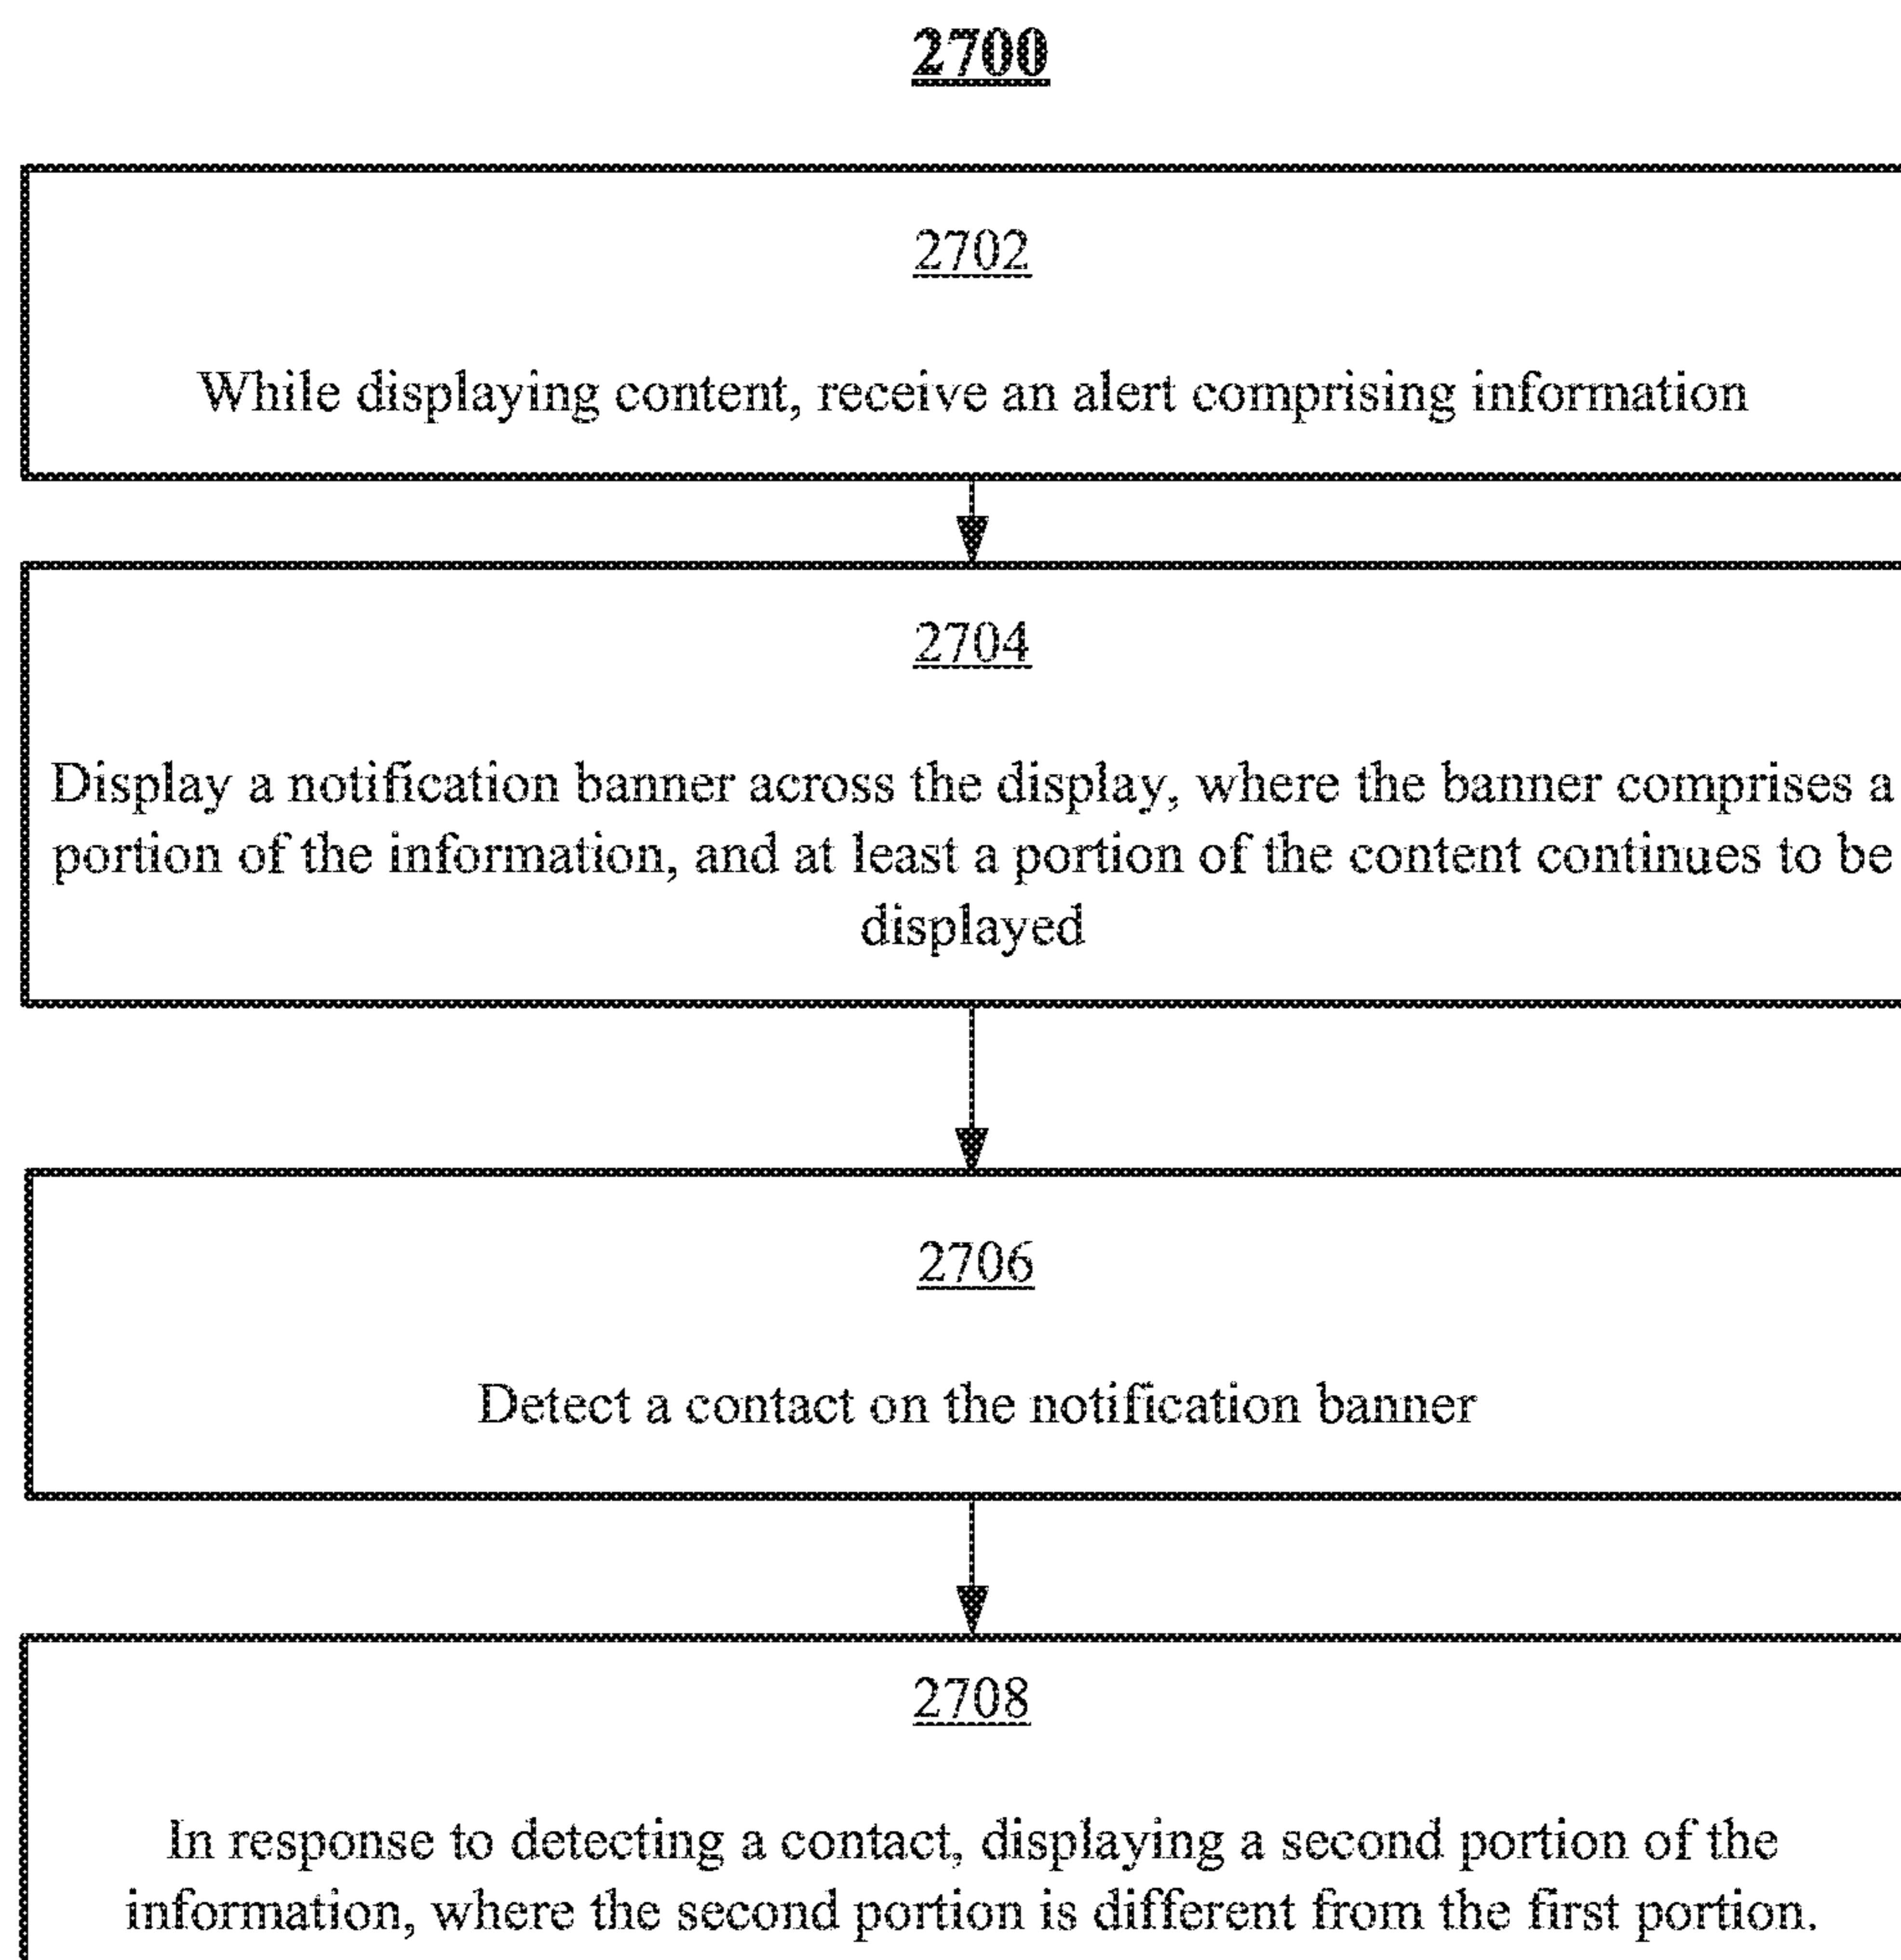 2700
2702
While displaying content, receive an alert comprising information
2704
Display a notification banner across the display, where the banner comprises a
portion of the information, and at least a portion of the content continues to be
displayed
2706
Detect a contact on the notification banner
2708
In response to detecting a contact, displaying a second portion of the
information, where the second portion is different from the first portion.